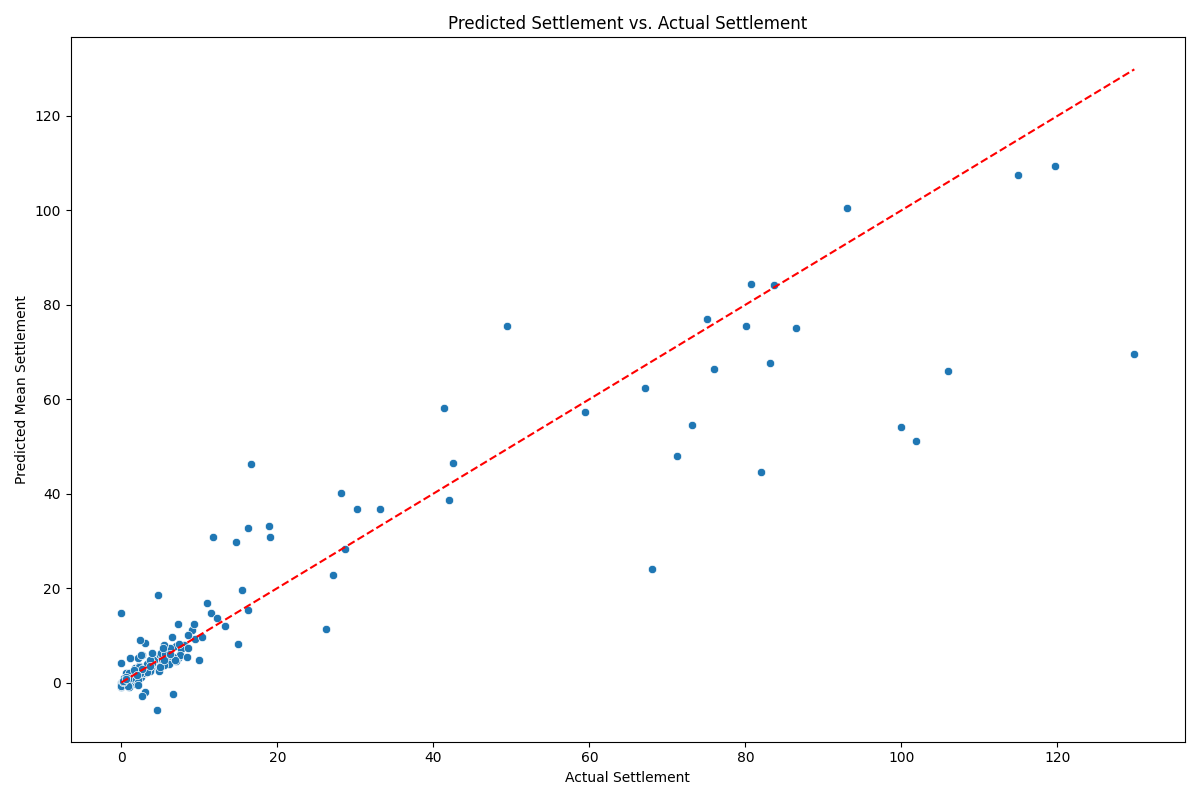 Predicted Settlement vs. Actual Settlement
Predicted Mean Settlement
120
100
80
60
40
20
0
0 20 40 60 80 100 120
Actual Settlement